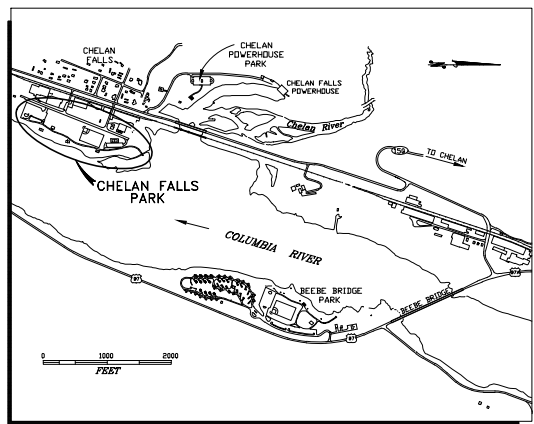 CHELAN
FALLS
CHELAN
POWERHOUSE
PARK
CHELAN FALLS
POWERHOUSE
Chelan River
150
TO CHELAN
CHELAN FALLS
PARK
COLUMBIA RIVER
97
BEEBE BRIDGE
PARK
BEEBE BRIDGE
97
0 1000 2000
FEET